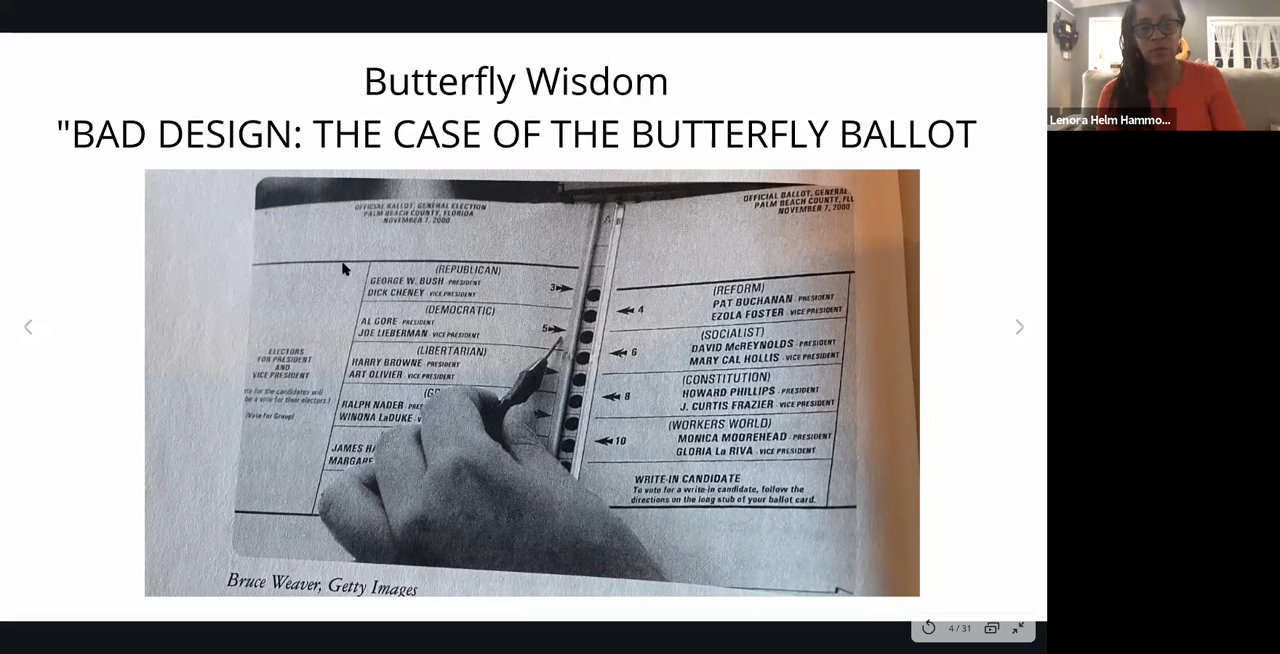 Butterfly Wisdom
"BAD DESIGN: THE CASE OF THE BUTTERFLY BALLOT
OFFICIAL BALLOT, GENERAL ELECTION
PALM BEACH COUNTY, FLORIDA
NOVEMBER 7, 2000
ELECTORS
FOR PRESIDENT
AND
VICE PRESIDENT
(Vote for Group)
(REPUBLICAN)
GEORGE W. BUSH · PRESIDENT
DICK CHENEY · VICE PRESIDENT
3
(DEMOCRATIC)
AL GORE · PRESIDENT
JOE LIEBERMAN · VICE PRESIDENT
5
(LIBERTARIAN)
HARRY BROWNE · PRESIDENT
ART OLIVIER · VICE PRESIDENT
RALPH NADER ·
WINONA LaDUKE ·
JAMES
OFFICIAL BALLOT, GENERAL
PALM BEACH COUNTY,
NOVEMBER 7, 2000
(REFORM)
4
PAT BUCHANAN · PRESIDENT
EZOLA FOSTER · VICE PRESIDENT
(SOCIALIST)
6
DAVID McREYNOLDS · PRESIDENT
MARY CAL HOLLIS · VICE PRESIDENT
(CONSTITUTION)
8
HOWARD PHILLIPS · PRESIDENT
J. CURTIS FRAZIER · VICE PRESIDENT
(WORKERS WORLD)
10
MONICA MOOREHEAD · PRESIDENT
GLORIA La RIVA · VICE PRESIDENT
WRITE-IN CANDIDATE
To vote for a write-in candidate, follow the
directions on the long stub of your ballot card.
Bruce Weaver, Getty Images
4 / 31
Lenora Helm Hammo...